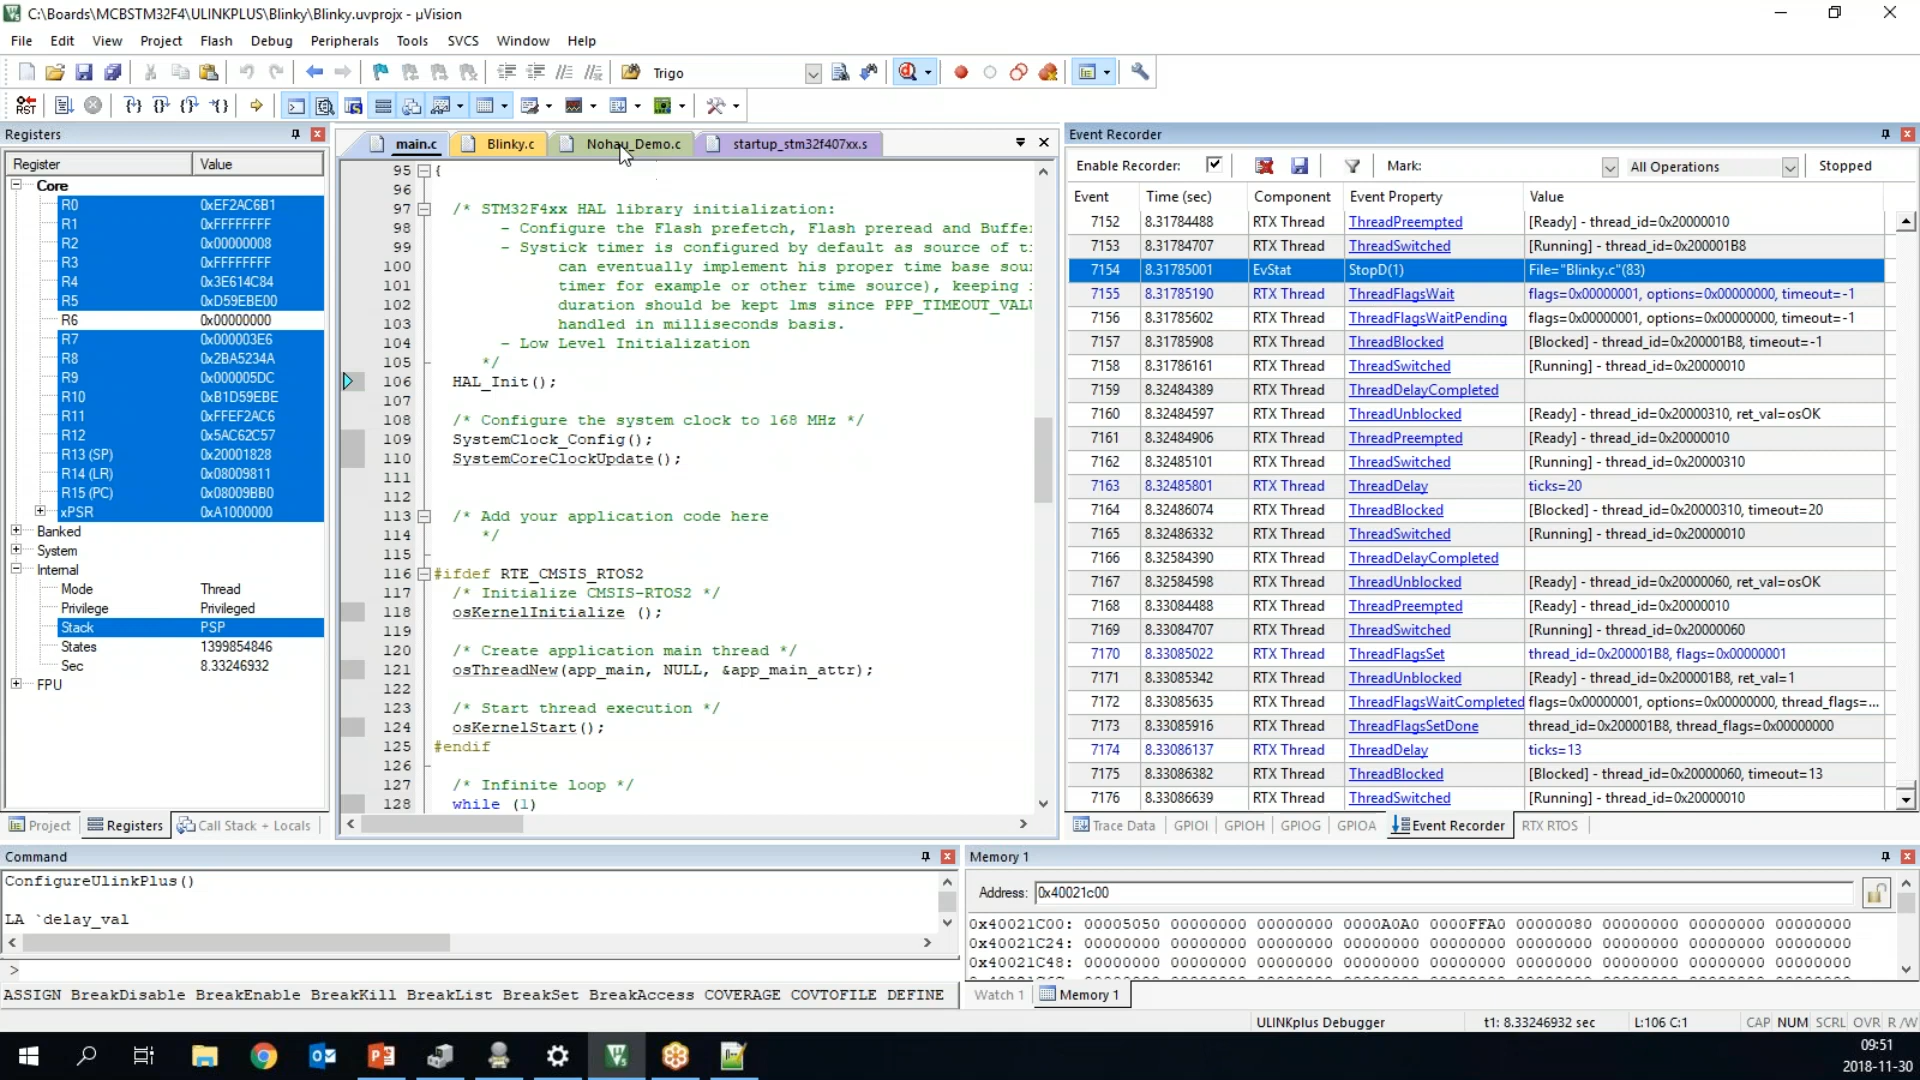 C:\Boards\MCBSTM32F4\ULINKPLUS\Blinky\Blinky.uvprojx - µVision
File Edit View Project Flash Debug Peripherals Tools SVCS Window Help
Trigo
RST
Registers
Register Value
Core
R0 0xEF2AC6B1
R1 0xFFFFFFFF
R2 0x00000008
R3 0xFFFFFFFF
R4 0x3E614C84
R5 0xD59EBE00
R6 0x00000000
R7 0x000003E6
R8 0x2BA5234A
R9 0x000005DC
R10 0xB1D59EBE
R11 0xFFEF2AC6
R12 0x5AC62C57
R13 (SP) 0x20001828
R14 (LR) 0x08009811
R15 (PC) 0x08009BB0
xPSR 0xA1000000
Banked
System
Internal
Mode Thread
Privilege Privileged
Stack PSP
States 1399854846
Sec 8.33246932
FPU
Project Registers Call Stack + Locals
main.c Blinky.c Nohau_Demo.c startup_stm32f407xx.s
95 {
96
97 /* STM32F4xx HAL library initialization:
98 - Configure the Flash prefetch, Flash preread and Buffe
99 - Systick timer is configured by default as source of
100 can eventually implement his proper time base
101 timer for example or other time source), keeping
102 duration should be kept 1ms since PPP_TIMEOUT_VAL
103 handled in milliseconds basis.
104 - Low Level Initialization
105 */
106 HAL_Init();
107
108 /* Configure the system clock to 168 MHz */
109 SystemClock_Config();
110 SystemCoreClockUpdate();
111
112
113 /* Add your application code here
114 */
115
116 #ifdef RTE_CMSIS_RTOS2
117 /* Initialize CMSIS-RTOS2 */
118 osKernelInitialize ();
119
120 /* Create application main thread */
121 osThreadNew(app_main, NULL, &app_main_attr);
122
123 /* Start thread execution */
124 osKernelStart();
125 #endif
126
127 /* Infinite loop */
128 while (1)
Event Recorder
Enable Recorder: Mark: All Operations Stopped
Event Time (sec) Component Event Property Value
7152 8.31784488 RTX Thread ThreadPreempted [Ready] - thread_id=0x20000010
7153 8.31784707 RTX Thread ThreadSwitched [Running] - thread_id=0x200001B8
7154 8.31785001 EvStat StopD(1) File="Blinky.c"(83)
7155 8.31785190 RTX Thread ThreadFlagsWait flags=0x00000001, options=0x00000000, timeout=-1
7156 8.31785602 RTX Thread ThreadFlagsWaitPending flags=0x00000001, options=0x00000000, timeout=-1
7157 8.31785908 RTX Thread ThreadBlocked [Blocked] - thread_id=0x200001B8, timeout=-1
7158 8.31786161 RTX Thread ThreadSwitched [Running] - thread_id=0x20000010
7159 8.32484389 RTX Thread ThreadDelayCompleted
7160 8.32484597 RTX Thread ThreadUnblocked [Ready] - thread_id=0x20000310, ret_val=osOK
7161 8.32484906 RTX Thread ThreadPreempted [Ready] - thread_id=0x20000010
7162 8.32485101 RTX Thread ThreadSwitched [Running] - thread_id=0x20000310
7163 8.32485801 RTX Thread ThreadDelay ticks=20
7164 8.32486074 RTX Thread ThreadBlocked [Blocked] - thread_id=0x20000310, timeout=20
7165 8.32486332 RTX Thread ThreadSwitched [Running] - thread_id=0x20000010
7166 8.32584390 RTX Thread ThreadDelayCompleted
7167 8.32584598 RTX Thread ThreadUnblocked [Ready] - thread_id=0x20000060, ret_val=osOK
7168 8.33084488 RTX Thread ThreadPreempted [Ready] - thread_id=0x20000010
7169 8.33084707 RTX Thread ThreadSwitched [Running] - thread_id=0x20000060
7170 8.33085022 RTX Thread ThreadFlagsSet thread_id=0x200001B8, flags=0x00000001
7171 8.33085342 RTX Thread ThreadUnblocked [Ready] - thread_id=0x200001B8, ret_val=1
7172 8.33085635 RTX Thread ThreadFlagsWaitCompleted flags=0x00000001, options=0x00000000, thread_flags=...
7173 8.33085916 RTX Thread ThreadFlagsSetDone thread_id=0x200001B8, thread_flags=0x00000000
7174 8.33086137 RTX Thread ThreadDelay ticks=13
7175 8.33086382 RTX Thread ThreadBlocked [Blocked] - thread_id=0x20000060, timeout=13
7176 8.33086639 RTX Thread ThreadSwitched [Running] - thread_id=0x20000010
Trace Data GPIOI GPIOH GPIOG GPIOA Event Recorder RTX RTOS
Command
ConfigureUlinkPlus()
LA `delay_val
>
ASSIGN BreakDisable BreakEnable BreakKill BreakList BreakSet BreakAccess COVERAGE COVTOFILE DEFINE
Memory 1
Address: 0x40021c00
0x40021C00: 00005050 00000000 00000000 0000A0A0 0000FFA0 00000080 00000000 00000000 00000000
0x40021C24: 00000000 00000000 00000000 00000000 00000000 00000000 00000000 00000000 00000000
0x40021C48: 00000000 00000000 00000000 00000000 00000000 00000000 00000000 00000000 00000000
Watch 1 Memory 1
ULINKplus Debugger t1: 8.33246932 sec L:106 C:1 CAP NUM SCRL OVR R/W
09:51
2018-11-30